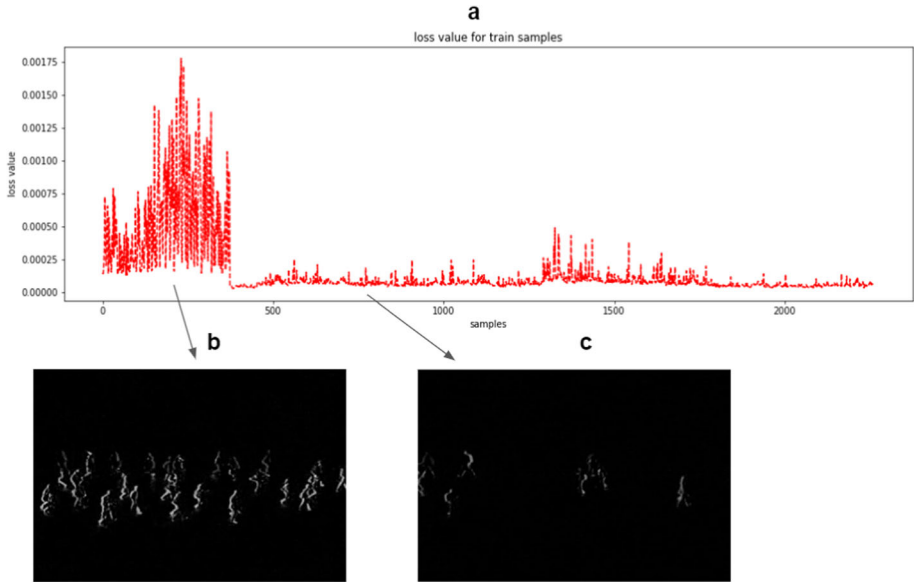 a
loss value for train samples
0.00175
0.00150
0.00125
0.00100
0.00075
0.00050
0.00025
0.00000
loss value
0 500 1000 1500 2000
samples
b c